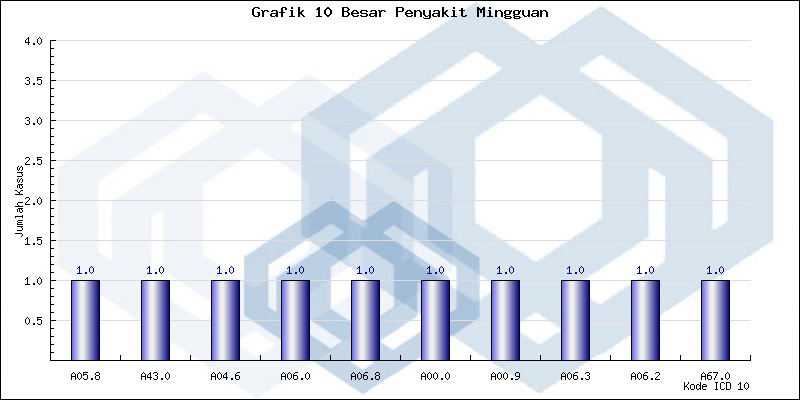 Grafik 10 Besar Penyakit Mingguan
Jumlah Kasus
4.0
3.5
3.0
2.5
2.0
1.5
1.0
0.5
1.0 1.0 1.0 1.0 1.0 1.0 1.0 1.0 1.0 1.0
A05.8 A43.0 A04.6 A06.0 A06.8 A00.0 A00.9 A06.3 A06.2 A67.0
Kode ICD 10